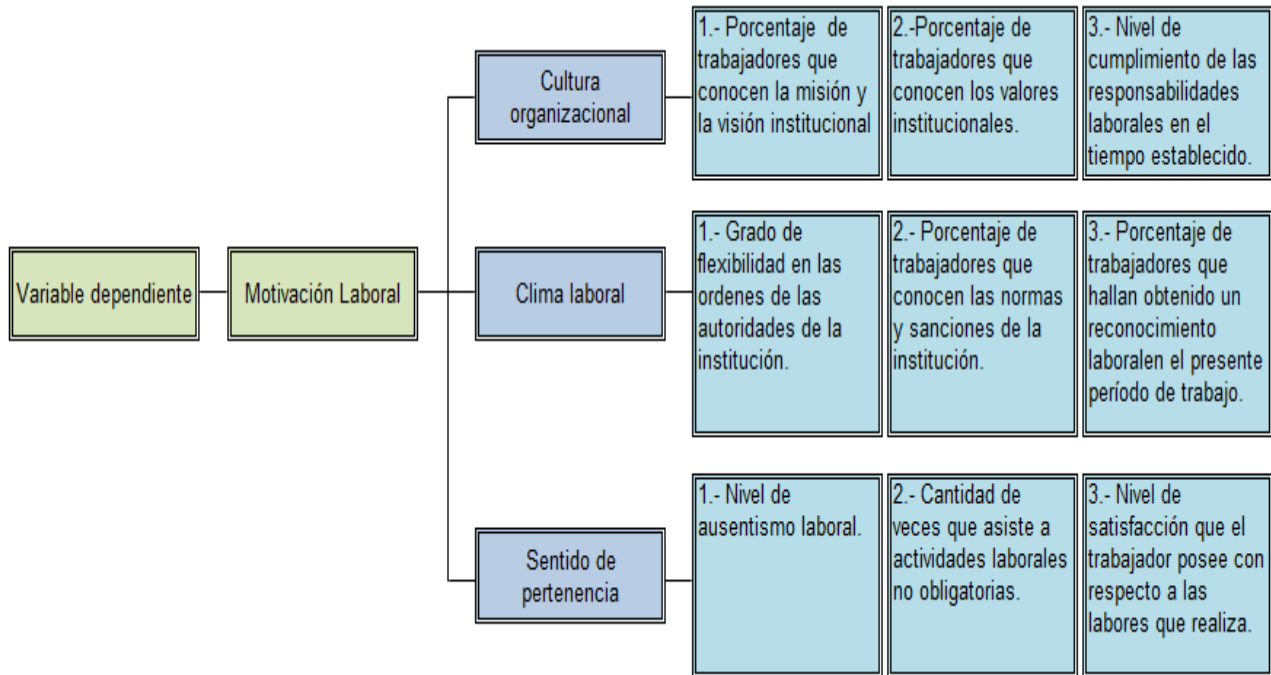 Variable dependiente
Motivación Laboral
Cultura
organizacional
1.- Porcentaje de
trabajadores que
conocen la misión y
la visión institucional
2.-Porcentaje de
trabajadores que
conocen los valores
institucionales.
3.- Nivel de
cumplimiento de las
responsabilidades
laborales en el
tiempo establecido.
Clima laboral
1.- Grado de
flexibilidad en las
ordenes de las
autoridades de la
institución.
2.- Porcentaje de
trabajadores que
conocen las normas
y sanciones de la
institución.
3.- Porcentaje de
trabajadores que
hallan obtenido un
reconocimiento
laboralen el presente
período de trabajo.
Sentido de
pertenencia
1.- Nivel de
ausentismo laboral.
2.- Cantidad de
veces que asiste a
actividades laborales
no obligatorias.
3.- Nivel de
satisfacción que el
trabajador posee con
respecto a las
labores que realiza.